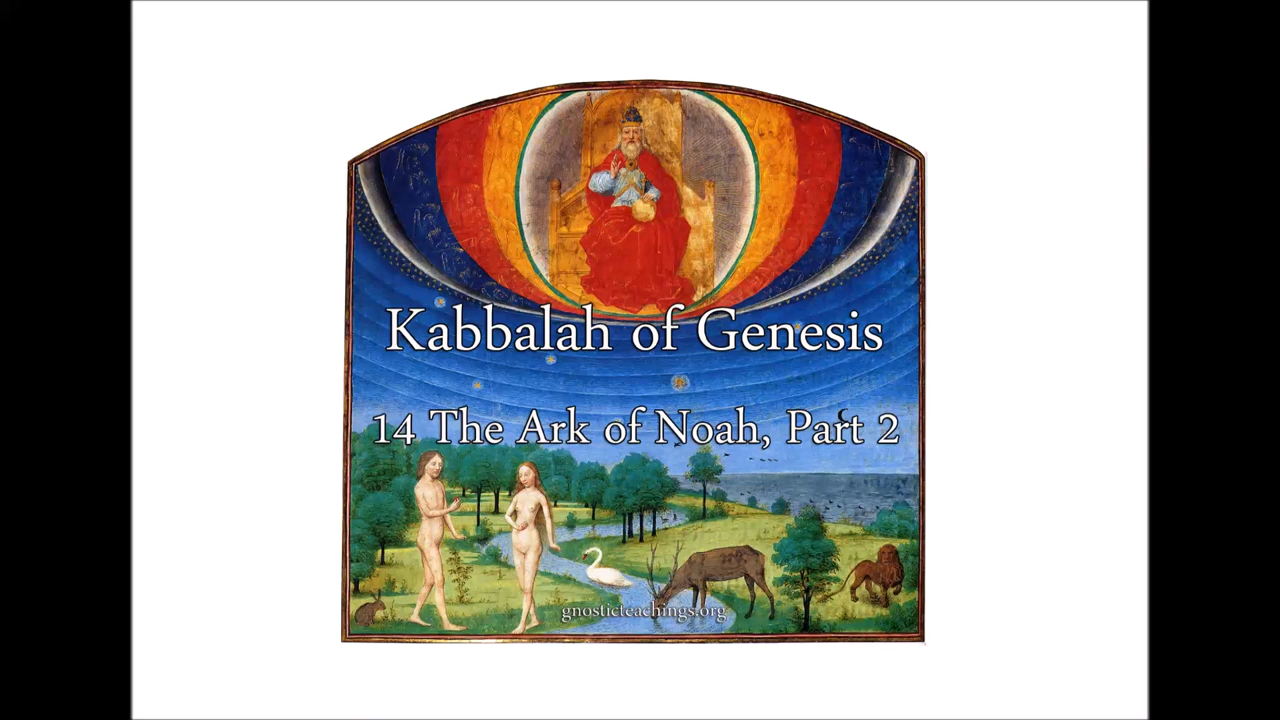 Kabbalah of Genesis
14 The Ark of Noah, Part 2
gnosticteachings.org